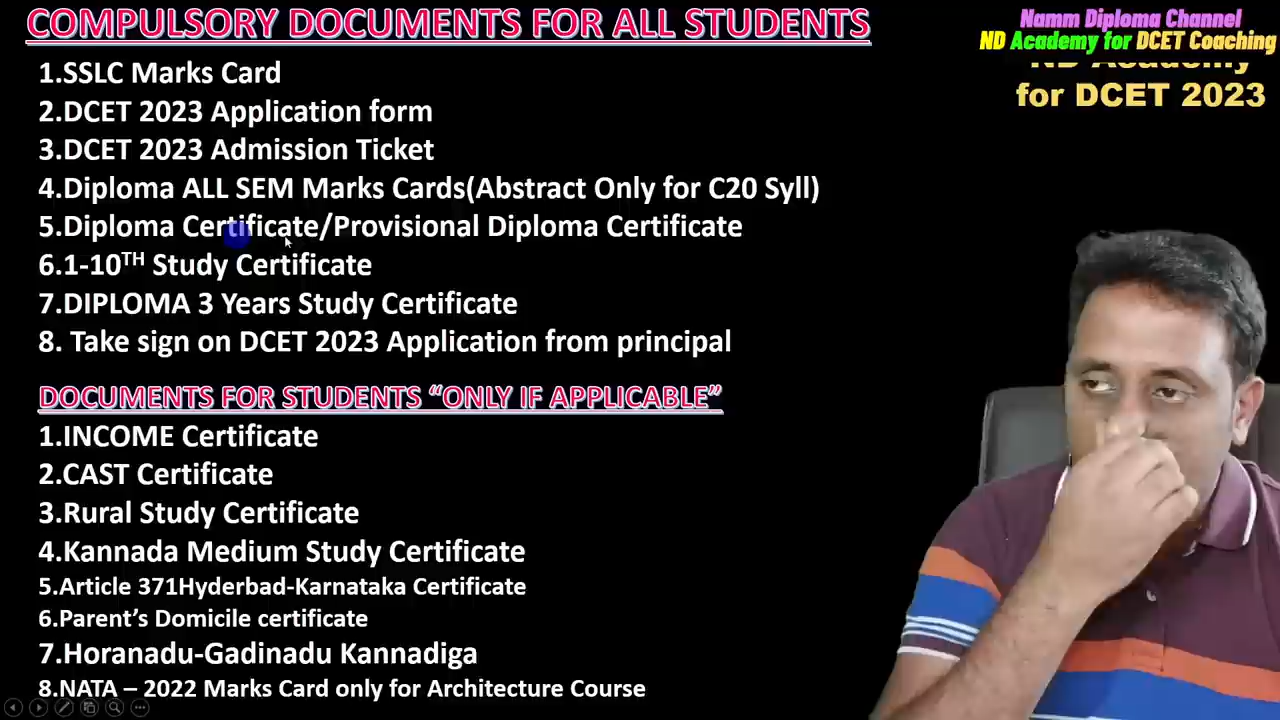 COMPULSORY DOCUMENTS FOR ALL STUDENTS
1.SSLC Marks Card
2.DCET 2023 Application form
3.DCET 2023 Admission Ticket
4.Diploma ALL SEM Marks Cards(Abstract Only for C20 Syll)
5.Diploma Certificate/Provisional Diploma Certificate
6.1-10TH Study Certificate
7.DIPLOMA 3 Years Study Certificate
8. Take sign on DCET 2023 Application from principal
DOCUMENTS FOR STUDENTS “ONLY IF APPLICABLE”
1.INCOME Certificate
2.CAST Certificate
3.Rural Study Certificate
4.Kannada Medium Study Certificate
5.Article 371Hyderbad-Karnataka Certificate
6.Parent’s Domicile certificate
7.Horanadu-Gadinadu Kannadiga
8.NATA – 2022 Marks Card only for Architecture Course
Namm Diploma Channel
ND Academy for DCET Coaching
ND Academy
for DCET 2023